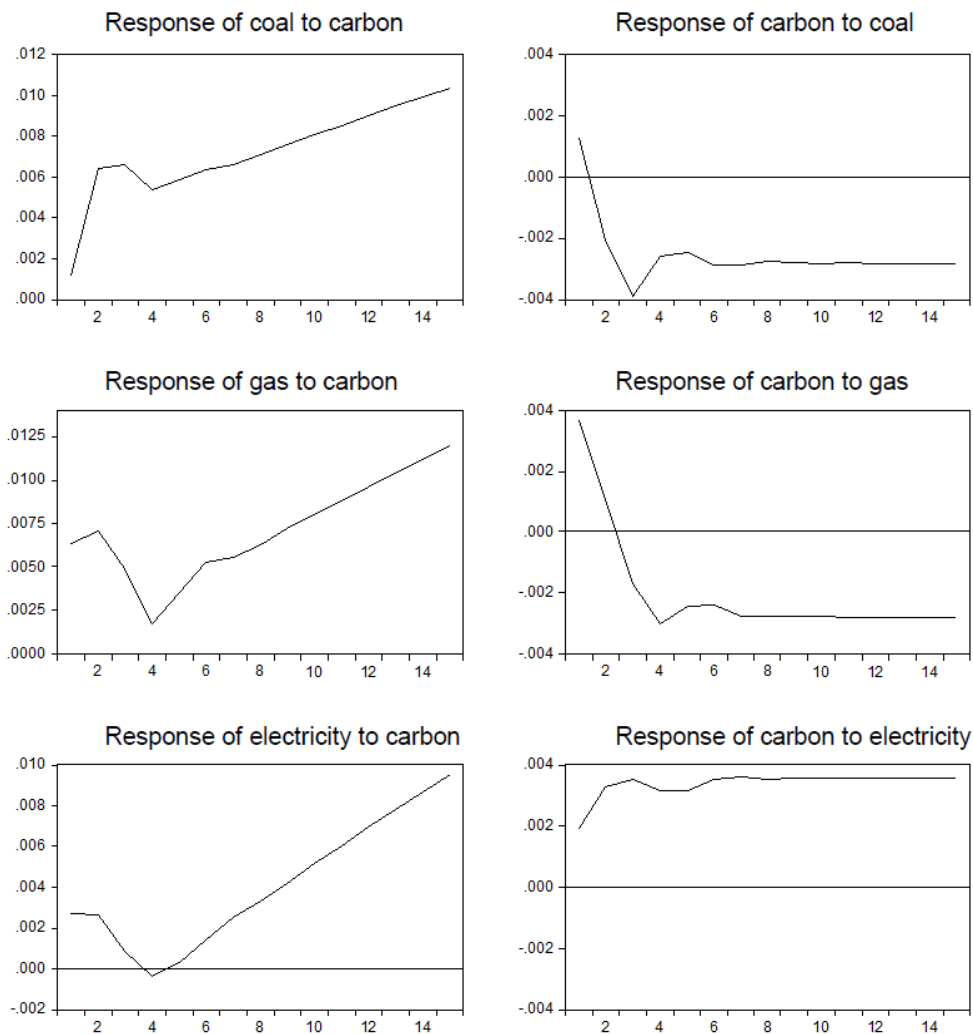 Response of coal to carbon
.012
.010
.008
.006
.004
.002
.000
2 4 6 8 10 12 14
Response of carbon to coal
.004
.002
.000
-.002
-.004
2 4 6 8 10 12 14
Response of gas to carbon
.0125
.0100
.0075
.0050
.0025
.0000
2 4 6 8 10 12 14
Response of carbon to gas
.004
.002
.000
-.002
-.004
2 4 6 8 10 12 14
Response of electricity to carbon
.010
.008
.006
.004
.002
.000
-.002
2 4 6 8 10 12 14
Response of carbon to electricity
.004
.002
.000
-.002
-.004
2 4 6 8 10 12 14